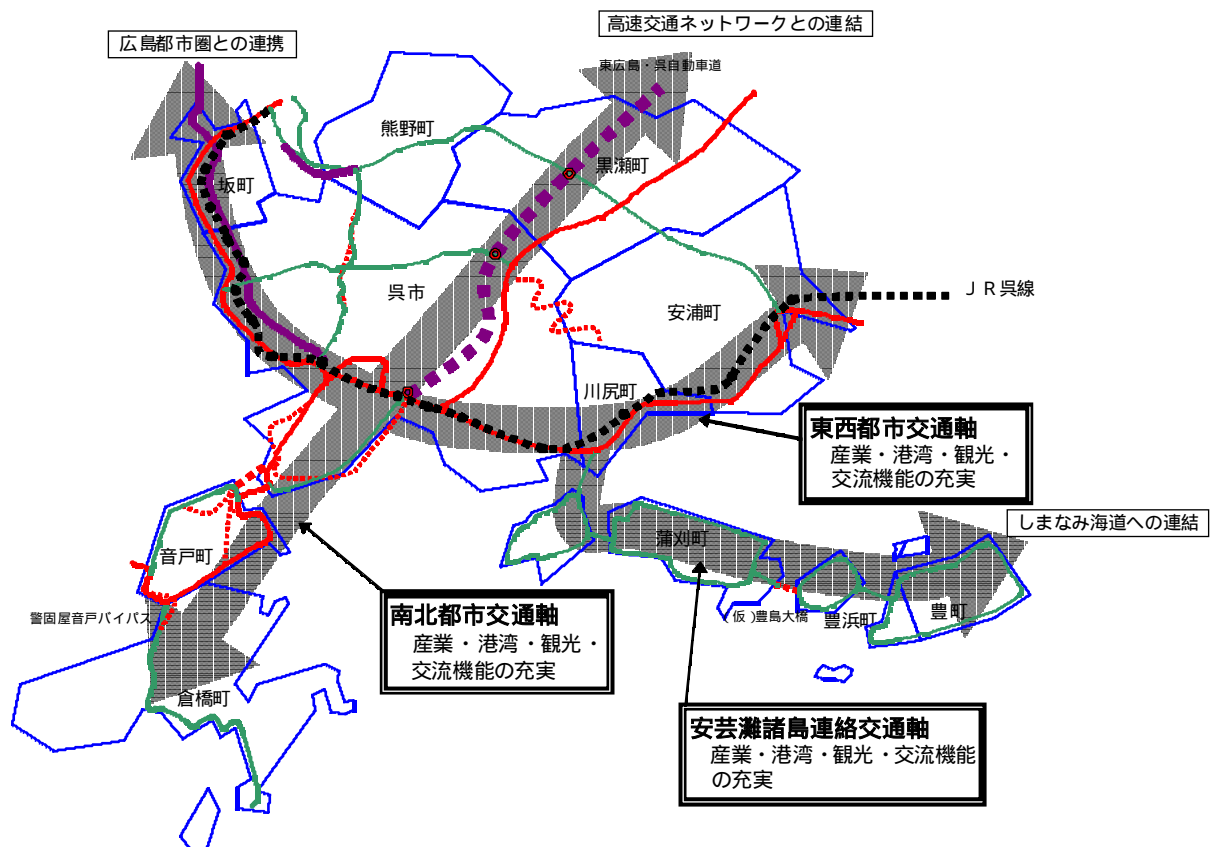 高速交通ネットワークとの連結
広島都市圏との連携
東広島・呉自動車道
熊野町
黒瀬町
坂町
呉市
ＪＲ呉線
安浦町
川尻町
東西都市交通軸
産業・港湾・観光・
交流機能の充実
しまなみ海道への連結
蒲刈町
音戸町
警固屋音戸バイパス
(仮)豊島大橋
豊浜町
豊町
南北都市交通軸
産業・港湾・観光・
交流機能の充実
倉橋町
安芸灘諸島連絡交通軸
産業・港湾・観光・交流機能
の充実